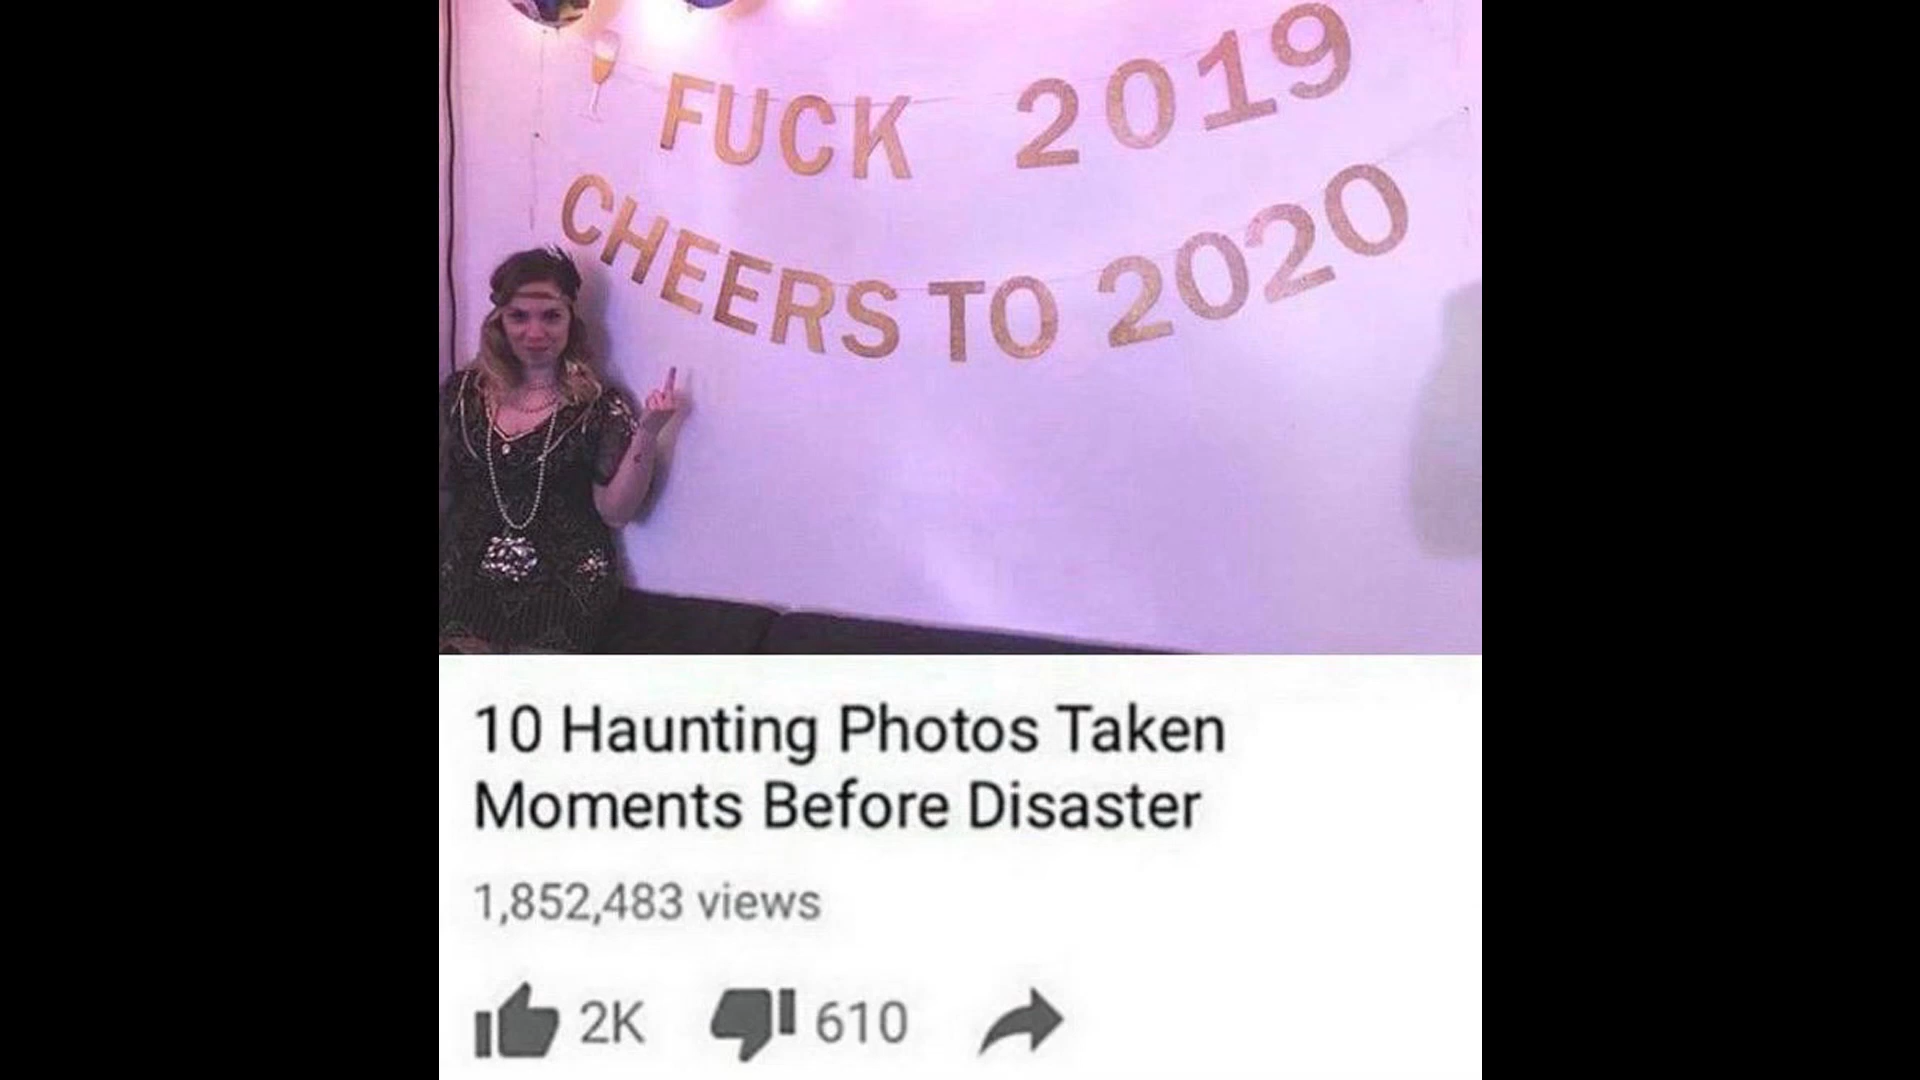 FUCK 2019
CHEERS TO 2020
10 Haunting Photos Taken
Moments Before Disaster
1,852,483 views
2K 610